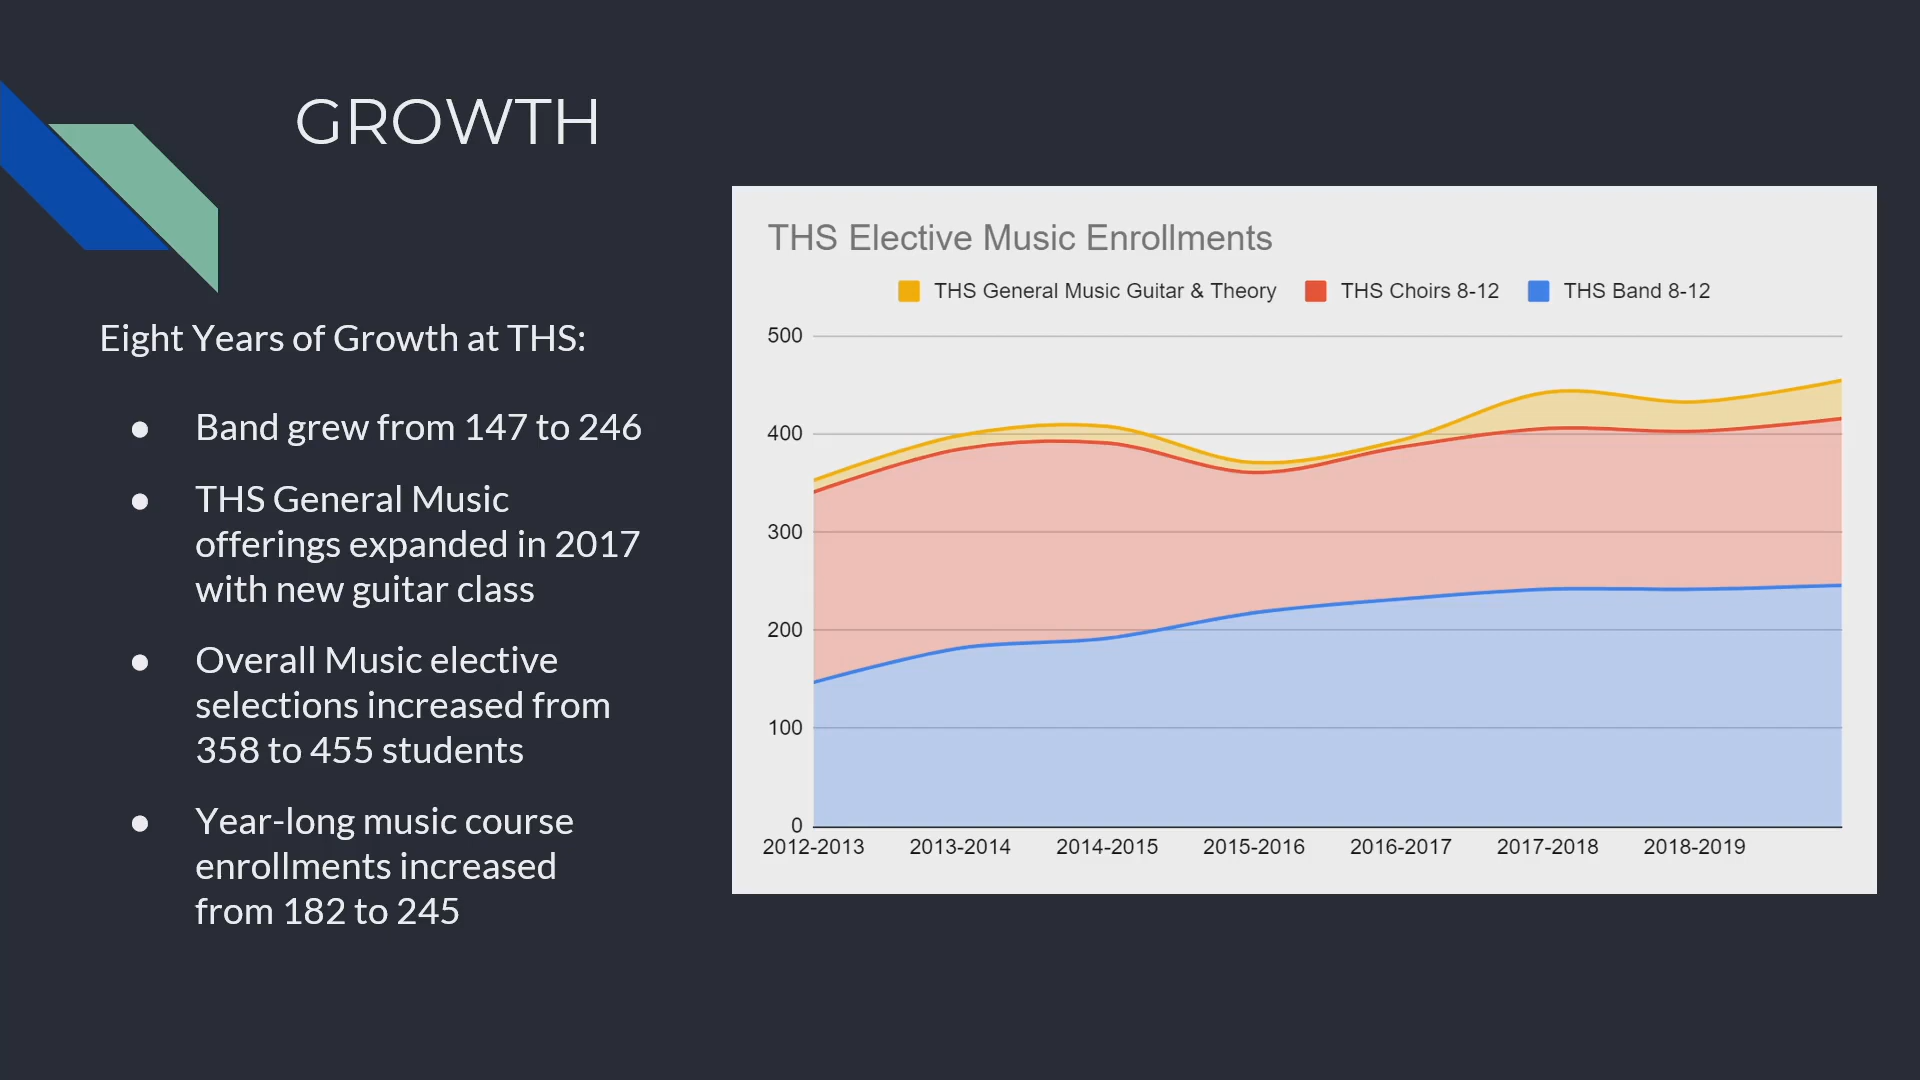 GROWTH
Eight Years of Growth at THS:
● Band grew from 147 to 246
● THS General Music
offerings expanded in 2017
with new guitar class
● Overall Music elective
selections increased from
358 to 455 students
● Year-long music course
enrollments increased
from 182 to 245
THS Elective Music Enrollments
THS General Music Guitar & Theory THS Choirs 8-12 THS Band 8-12
500
400
300
200
100
0
2012-2013 2013-2014 2014-2015 2015-2016 2016-2017 2017-2018 2018-2019